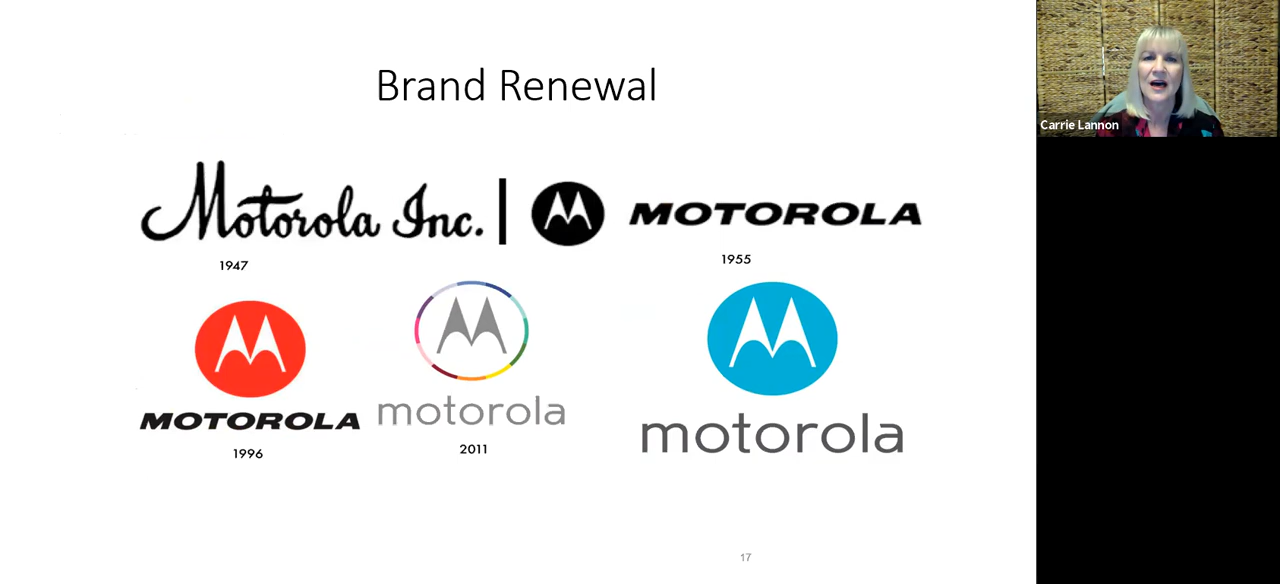 Brand Renewal
Carrie Lannon
Motorola Inc. | MOTOROLA
1947
1955
MOTOROLA
1996
motorola
2011
motorola
17